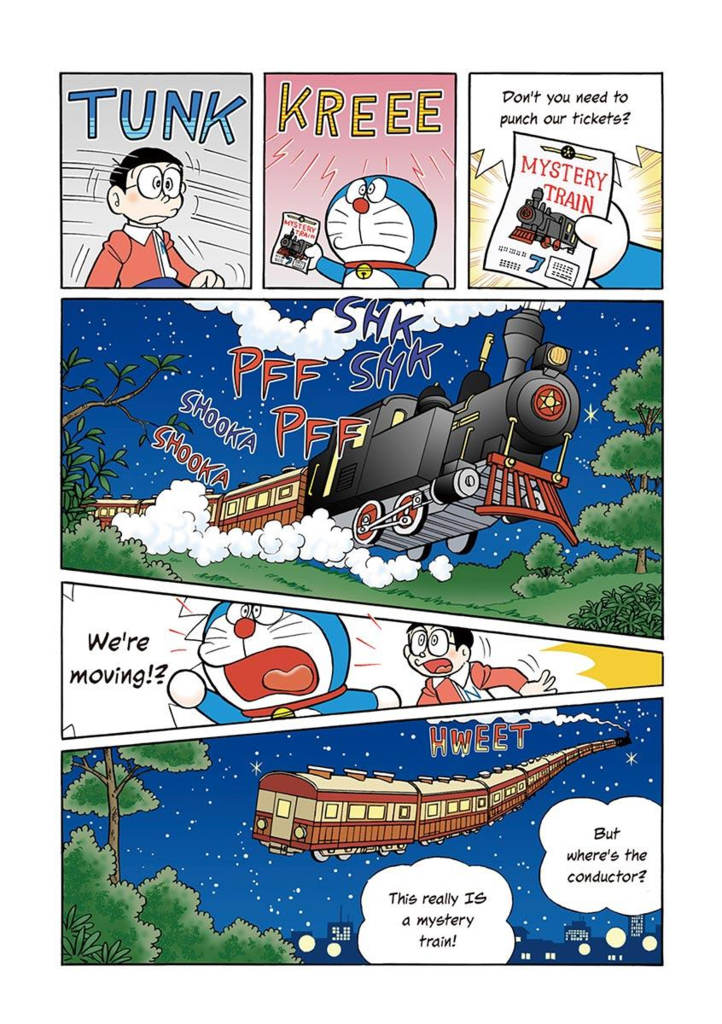 TUNK
KREEE
MYSTERY
TRAIN
Don't you need to
punch our tickets?
MYSTERY
TRAIN
SHK
SHK
PFF
PFF
SHOOKA
SHOOKA
We're
moving!?
HWEET
But
where's the
conductor?
This really IS
a mystery
train!